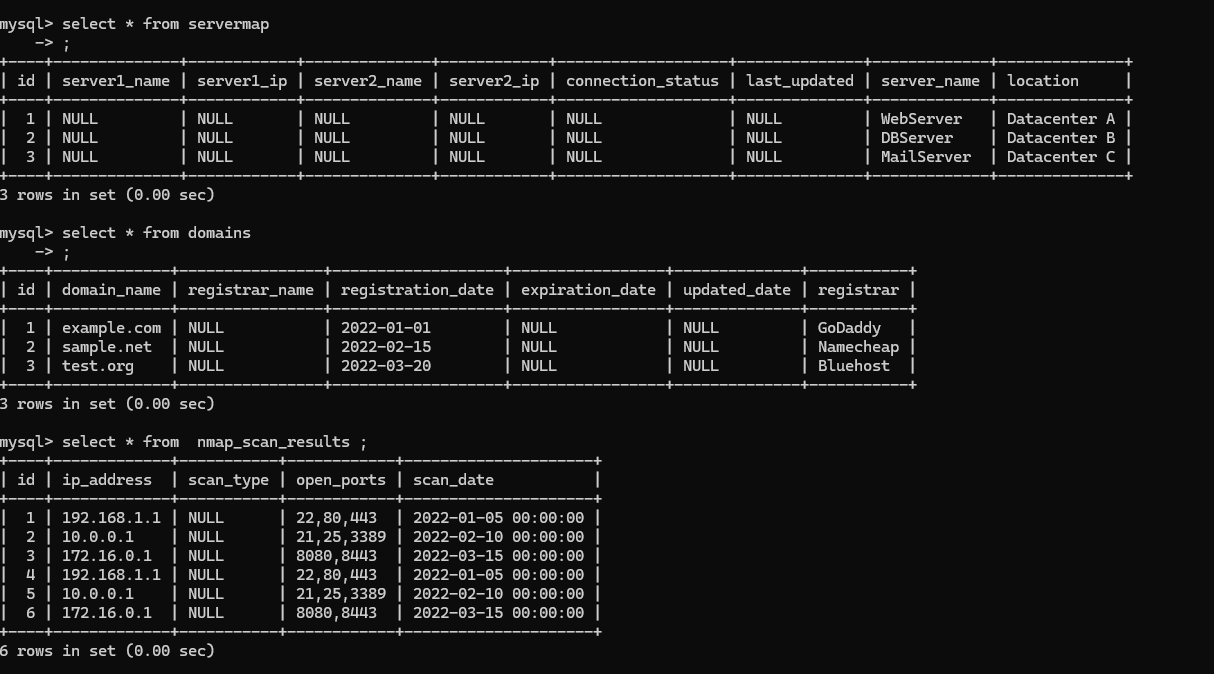 mysql> select * from servermap
    -> ;
+----+--------------+------------+--------------+------------+-------------------+--------------+-------------+--------------+
| id | server1_name | server1_ip | server2_name | server2_ip | connection_status | last_updated | server_name | location     |
+----+--------------+------------+--------------+------------+-------------------+--------------+-------------+--------------+
|  1 | NULL         | NULL       | NULL         | NULL       | NULL              | NULL         | WebServer   | Datacenter A |
|  2 | NULL         | NULL       | NULL         | NULL       | NULL              | NULL         | DBServer    | Datacenter B |
|  3 | NULL         | NULL       | NULL         | NULL       | NULL              | NULL         | MailServer  | Datacenter C |
+----+--------------+------------+--------------+------------+-------------------+--------------+-------------+--------------+
3 rows in set (0.00 sec)

mysql> select * from domains
    -> ;
+----+-------------+----------------+-------------------+-----------------+--------------+-----------+
| id | domain_name | registrar_name | registration_date | expiration_date | updated_date | registrar |
+----+-------------+----------------+-------------------+-----------------+--------------+-----------+
|  1 | example.com | NULL           | 2022-01-01        | NULL            | NULL         | GoDaddy   |
|  2 | sample.net  | NULL           | 2022-02-15        | NULL            | NULL         | Namecheap |
|  3 | test.org    | NULL           | 2022-03-20        | NULL            | NULL         | Bluehost  |
+----+-------------+----------------+-------------------+-----------------+--------------+-----------+
3 rows in set (0.00 sec)

mysql> select * from  nmap_scan_results ;
+----+-------------+-----------+------------+---------------------+
| id | ip_address  | scan_type | open_ports | scan_date           |
+----+-------------+-----------+------------+---------------------+
|  1 | 192.168.1.1 | NULL      | 22,80,443  | 2022-01-05 00:00:00 |
|  2 | 10.0.0.1    | NULL      | 21,25,3389 | 2022-02-10 00:00:00 |
|  3 | 172.16.0.1  | NULL      | 8080,8443  | 2022-03-15 00:00:00 |
|  4 | 192.168.1.1 | NULL      | 22,80,443  | 2022-01-05 00:00:00 |
|  5 | 10.0.0.1    | NULL      | 21,25,3389 | 2022-02-10 00:00:00 |
|  6 | 172.16.0.1  | NULL      | 8080,8443  | 2022-03-15 00:00:00 |
+----+-------------+-----------+------------+---------------------+
6 rows in set (0.00 sec)